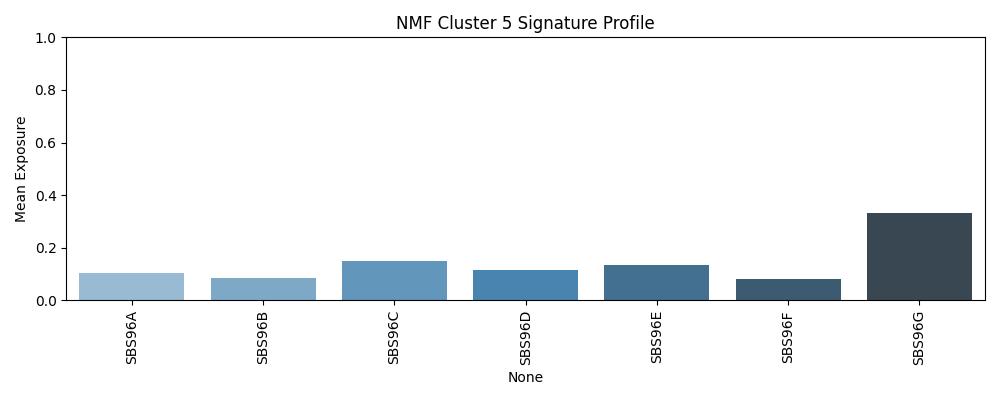 NMF Cluster 5 Signature Profile
1.0
0.8
0.6
0.4
0.2
0.0
Mean Exposure
SBS96A
SBS96B
SBS96C
SBS96D
SBS96E
SBS96F
SBS96G
None